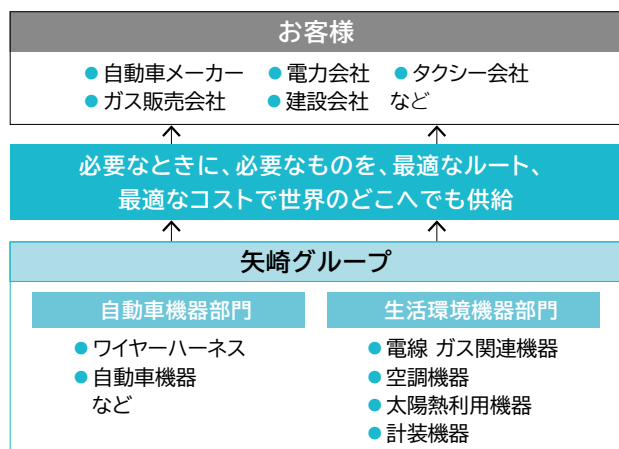 お客様
● 自動車メーカー ● 電力会社 ● タクシー会社
● ガス販売会社 ● 建設会社 など
必要なときに、必要なものを、最適なルート、
最適なコストで世界のどこへでも供給
矢崎グループ
自動車機器部門
● ワイヤーハーネス
● 自動車機器
など
生活環境機器部門
● 電線 ガス関連機器
● 空調機器
● 太陽熱利用機器
● 計装機器